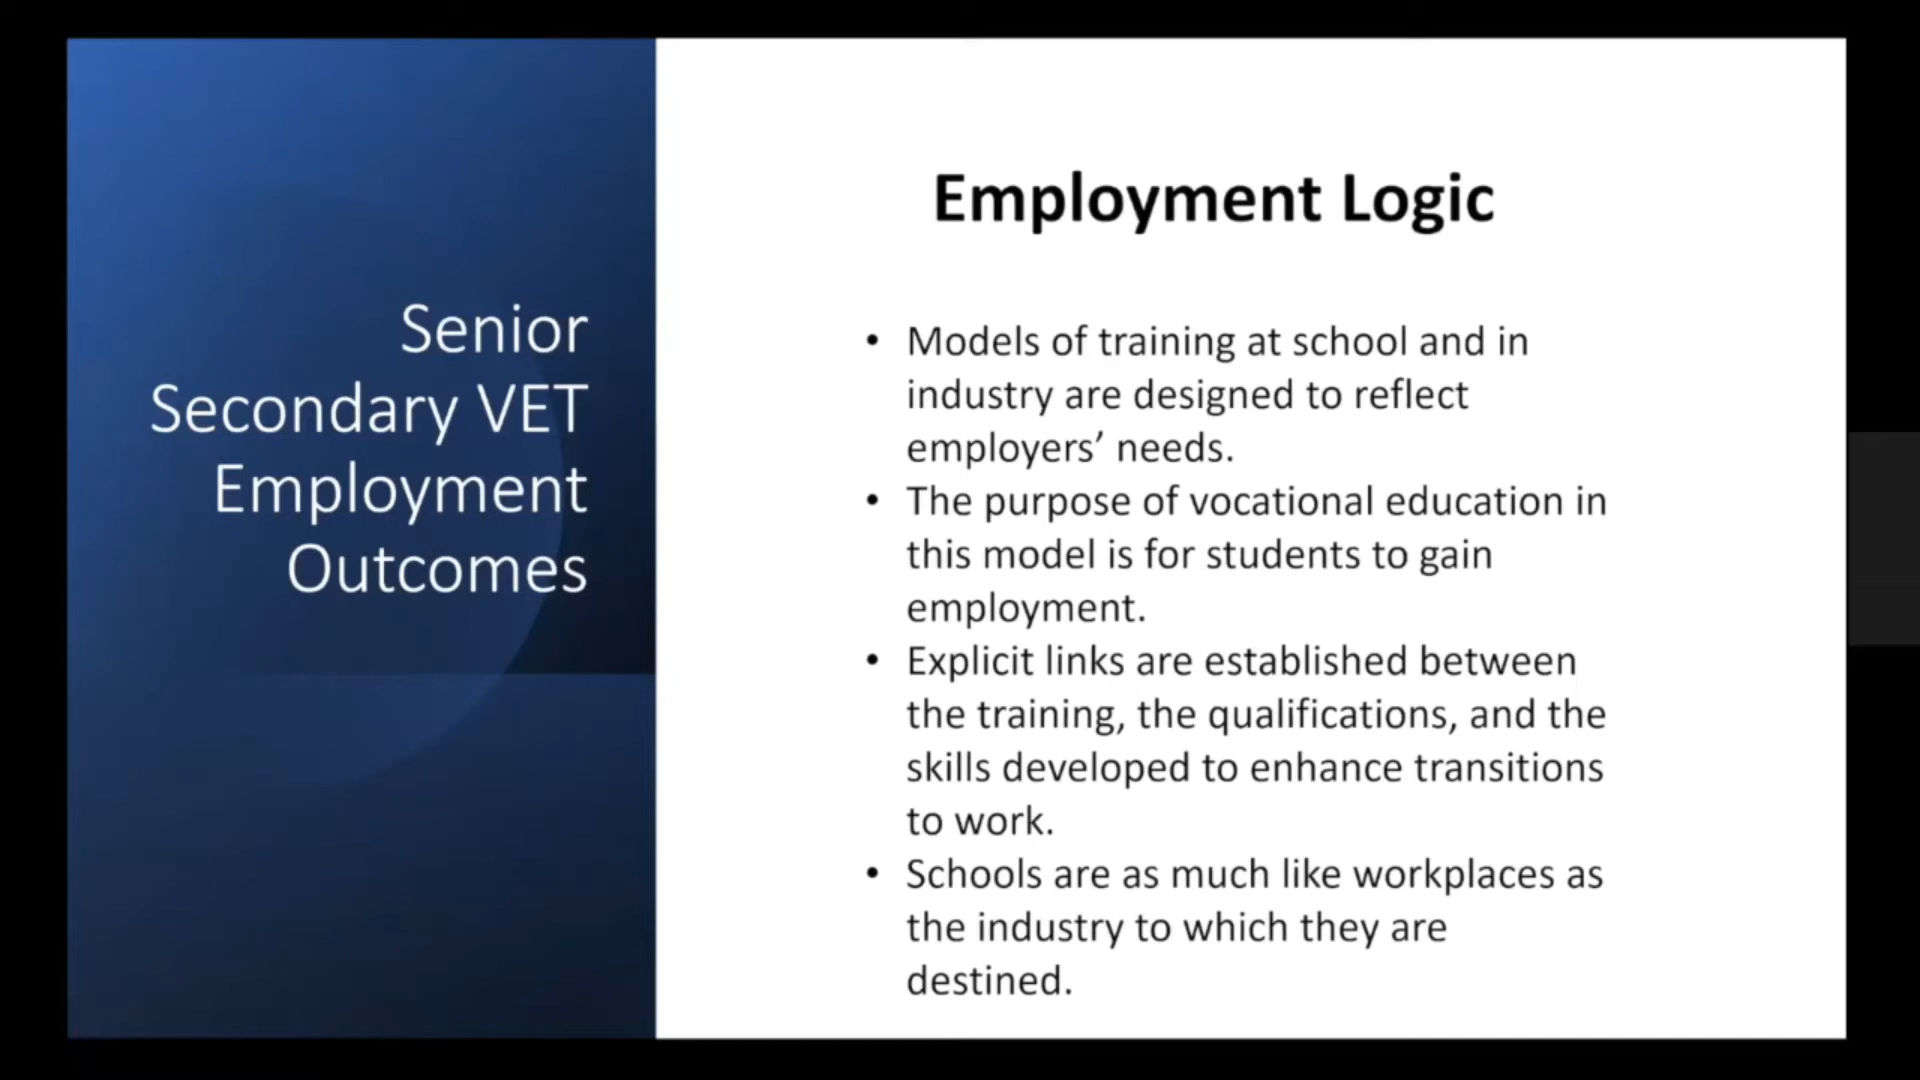 Senior
Secondary VET
Employment
Outcomes
Employment Logic
• Models of training at school and in
industry are designed to reflect
employers’ needs.
• The purpose of vocational education in
this model is for students to gain
employment.
• Explicit links are established between
the training, the qualifications, and the
skills developed to enhance transitions
to work.
• Schools are as much like workplaces as
the industry to which they are
destined.